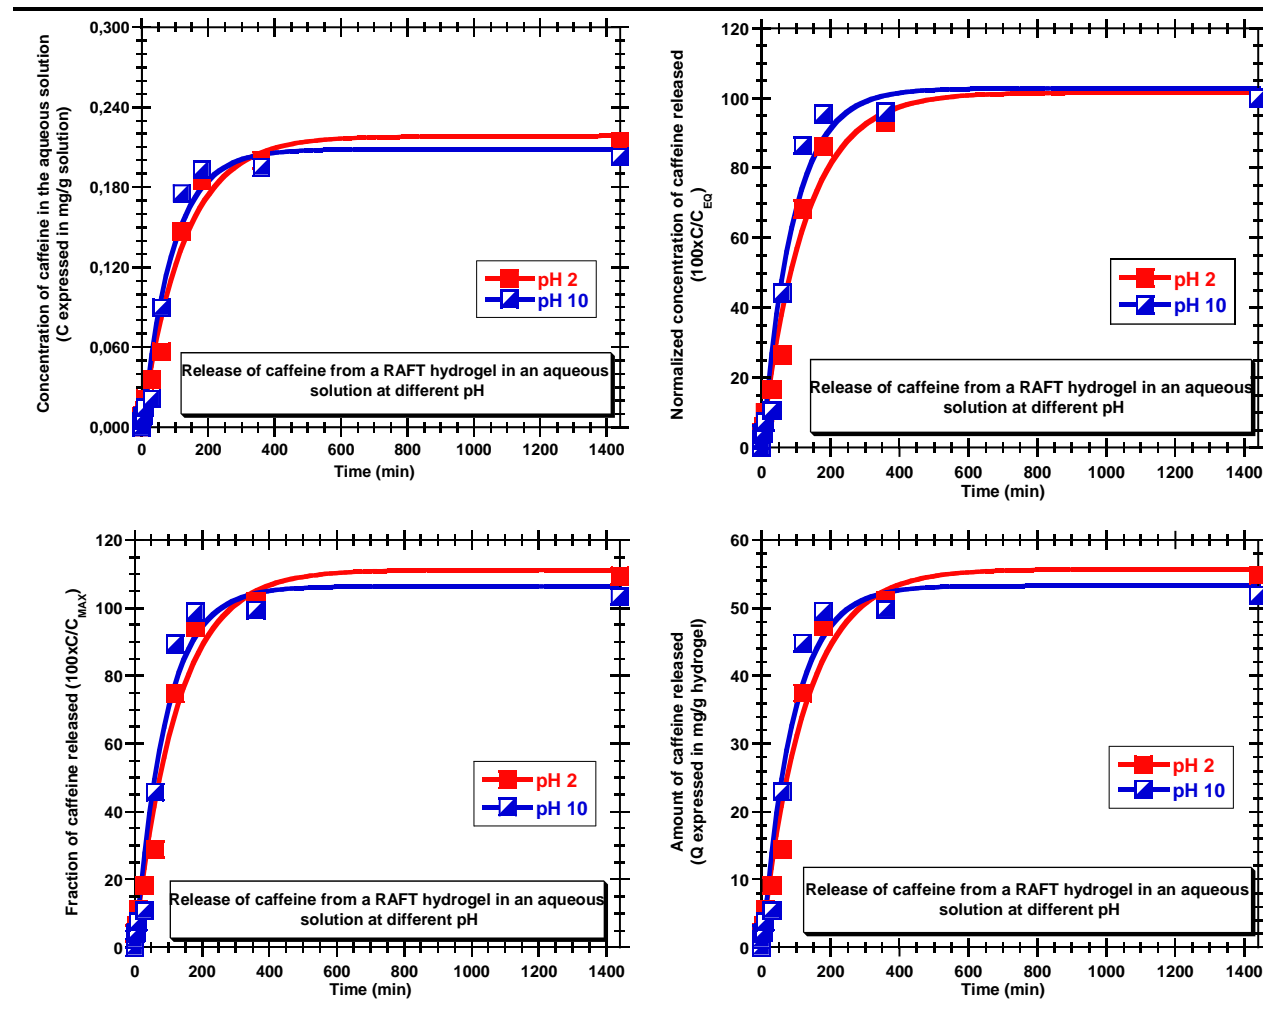 Concentration of caffeine in the aqueous solution
(C expressed in mg/g solution)
0,300
0,240
0,180
0,120
0,060
0,000
pH 2
pH 10
Release of caffeine from a RAFT hydrogel in an aqueous
solution at different pH
0 200 400 600 800 1000 1200 1400
Time (min)
Normalized concentration of caffeine released
(100xC/C_EQ)
120
100
80
60
40
20
0
pH 2
pH 10
Release of caffeine from a RAFT hydrogel in an aqueous
solution at different pH
0 200 400 600 800 1000 1200 1400
Time (min)
Fraction of caffeine released (100xC/C_MAX)
120
100
80
60
40
20
0
pH 2
pH 10
Release of caffeine from a RAFT hydrogel in an aqueous
solution at different pH
0 200 400 600 800 1000 1200 1400
Time (min)
Amount of caffeine released
(Q expressed in mg/g hydrogel)
60
50
40
30
20
10
0
pH 2
pH 10
Release of caffeine from a RAFT hydrogel in an aqueous
solution at different pH
0 200 400 600 800 1000 1200 1400
Time (min)